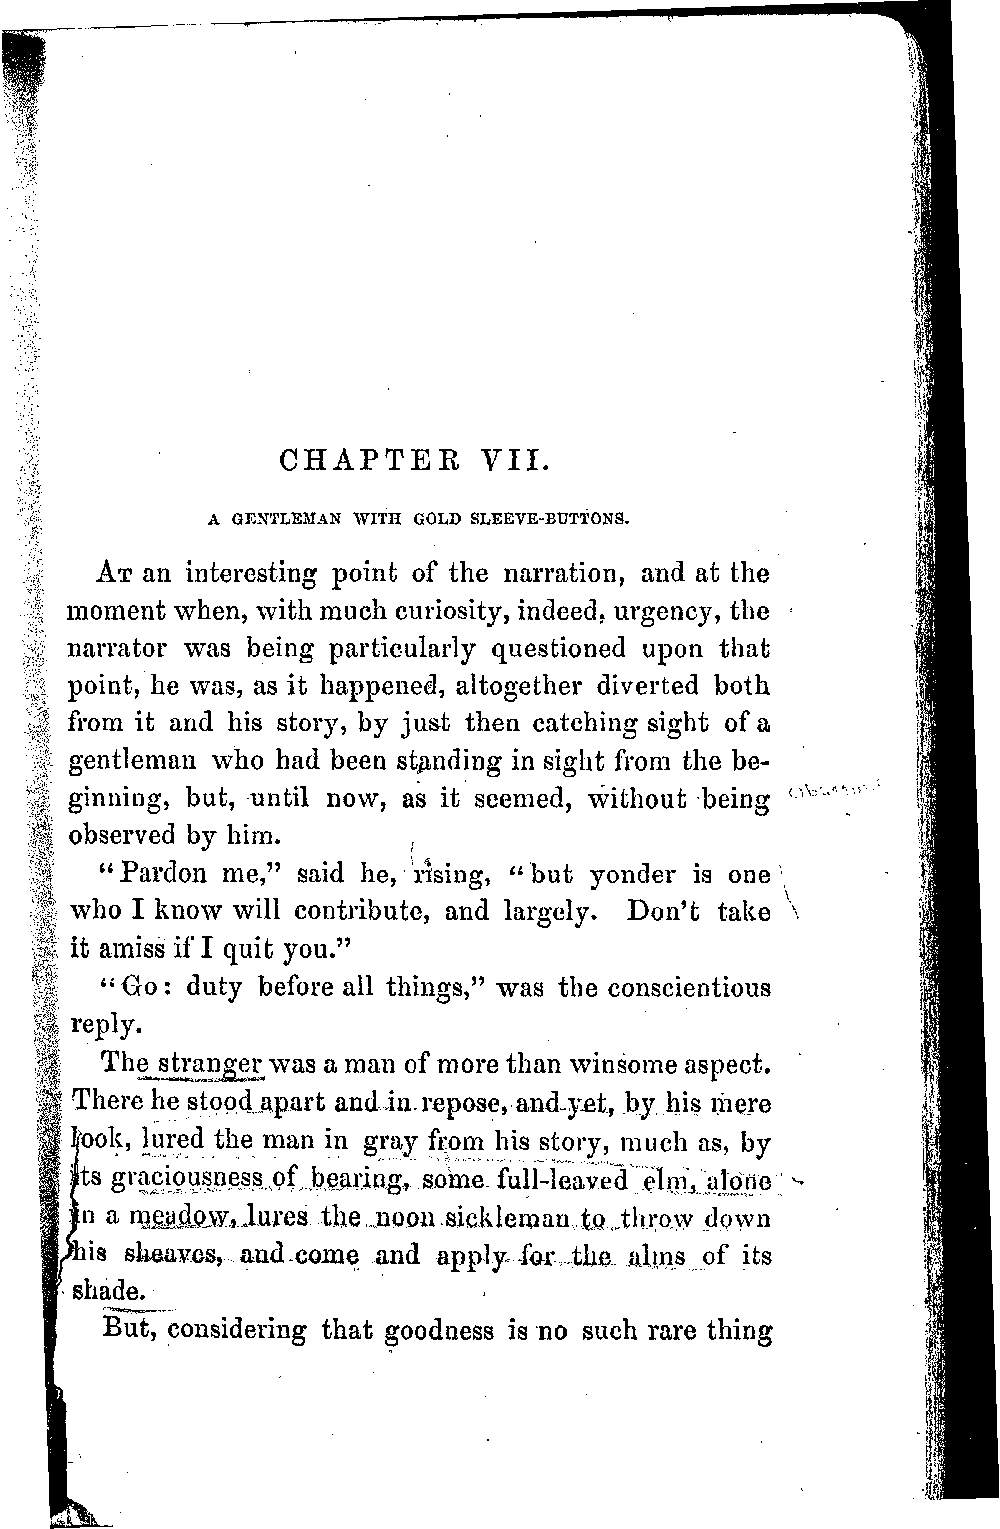 CHAPTER VII.
A GENTLEMAN WITH GOLD SLEEVE-BUTTONS.
At an interesting point of the narration, and at the
moment when, with much curiosity, indeed, urgency, the
narrator was being particularly questioned upon that
point, he was, as it happened, altogether diverted both
from it and his story, by just then catching sight of a
gentleman who had been standing in sight from the be-
ginning, but, until now, as it seemed, without being
observed by him.
“Pardon me,” said he, rising, “but yonder is one
who I know will contribute, and largely. Don’t take
it amiss if I quit you.”
“Go: duty before all things,” was the conscientious
reply.
The stranger was a man of more than winsome aspect.
There he stood apart and in repose, and yet, by his mere
look, lured the man in gray from his story, much as, by
its graciousness of bearing, some full-leaved elm, alone
in a meadow, lures the noon sickleman to throw down
his sheaves, and come and apply for the alms of its
shade.
But, considering that goodness is no such rare thing